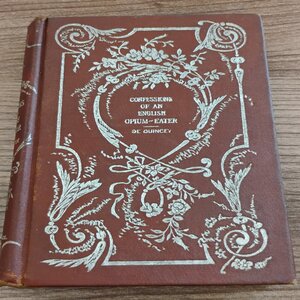 CONFESSIONS
OF AN
ENGLISH
OPIUM-EATER
DE QUINCEY